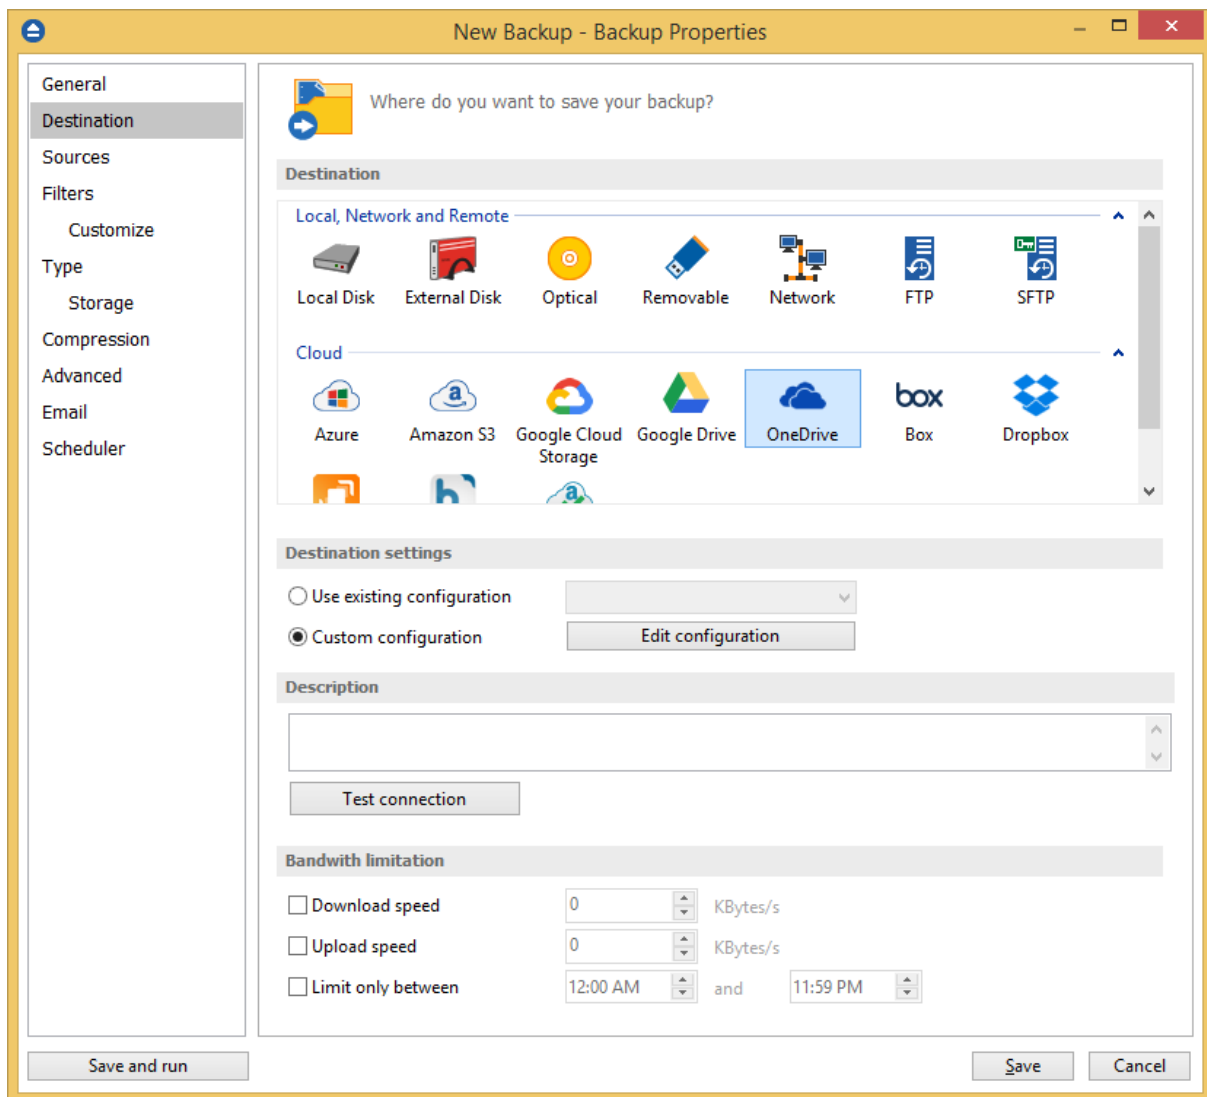 New Backup - Backup Properties
General
Destination
Sources
Filters
Customize
Type
Storage
Compression
Advanced
Email
Scheduler
Where do you want to save your backup?
Destination
Local, Network and Remote
Local Disk External Disk Optical Removable Network FTP SFTP
Cloud
a
box
Azure Amazon S3 Google Cloud Google Drive OneDrive Box Dropbox
Storage
b
a
Destination settings
Use existing configuration
Custom configuration Edit configuration
Description
Test connection
Bandwith limitation
Download speed 0 KBytes/s
Upload speed 0 KBytes/s
Limit only between 12:00 AM and 11:59 PM
Save and run Save Cancel